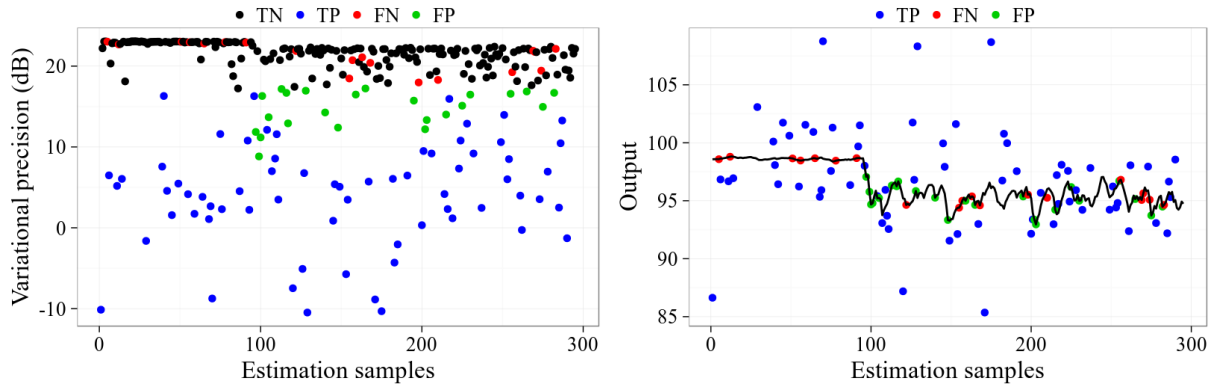 TN TP FN FP
Variational precision (dB)
20
10
0
-10
0 100 200 300
Estimation samples
TP FN FP
Output
105
100
95
90
85
0 100 200 300
Estimation samples